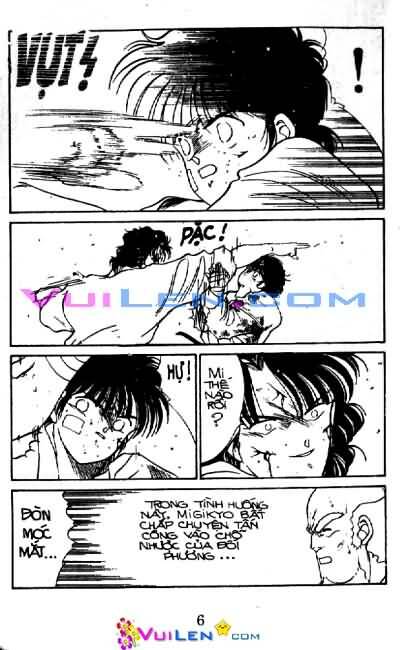 VỤT!
!
PẶC!
VuiLen.com
HỰ!
Mi
THẾ
NÀO
RỒI
?
ĐÒN
MÓC
MẮT...
TRONG TÌNH HUỐNG
NÀY, MIGIKYO BẤT
CHẤP CHUYỆN TẤN
CÔNG VÀO CHỖ
NHƯỢC CỦA ĐỐI
PHƯƠNG ...
6
VuiLen.com